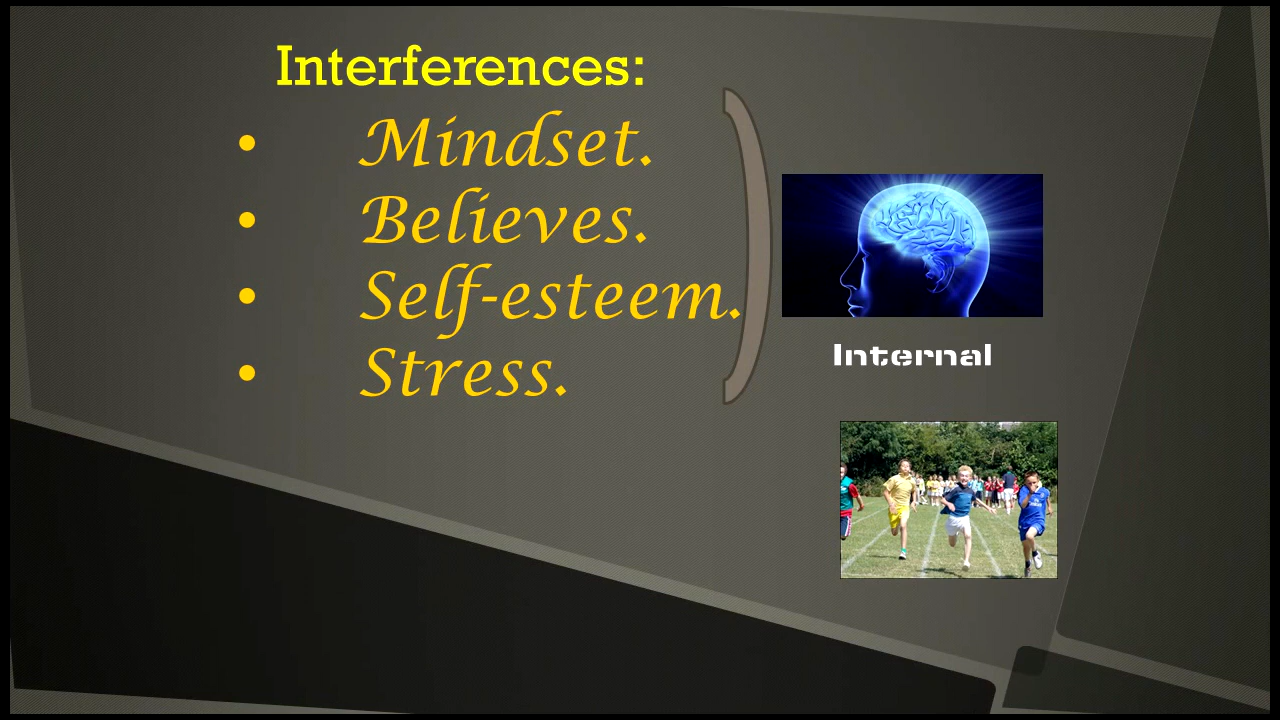 Interferences:
• Mindset.
• Believes.
• Self-esteem.
• Stress.
Internal